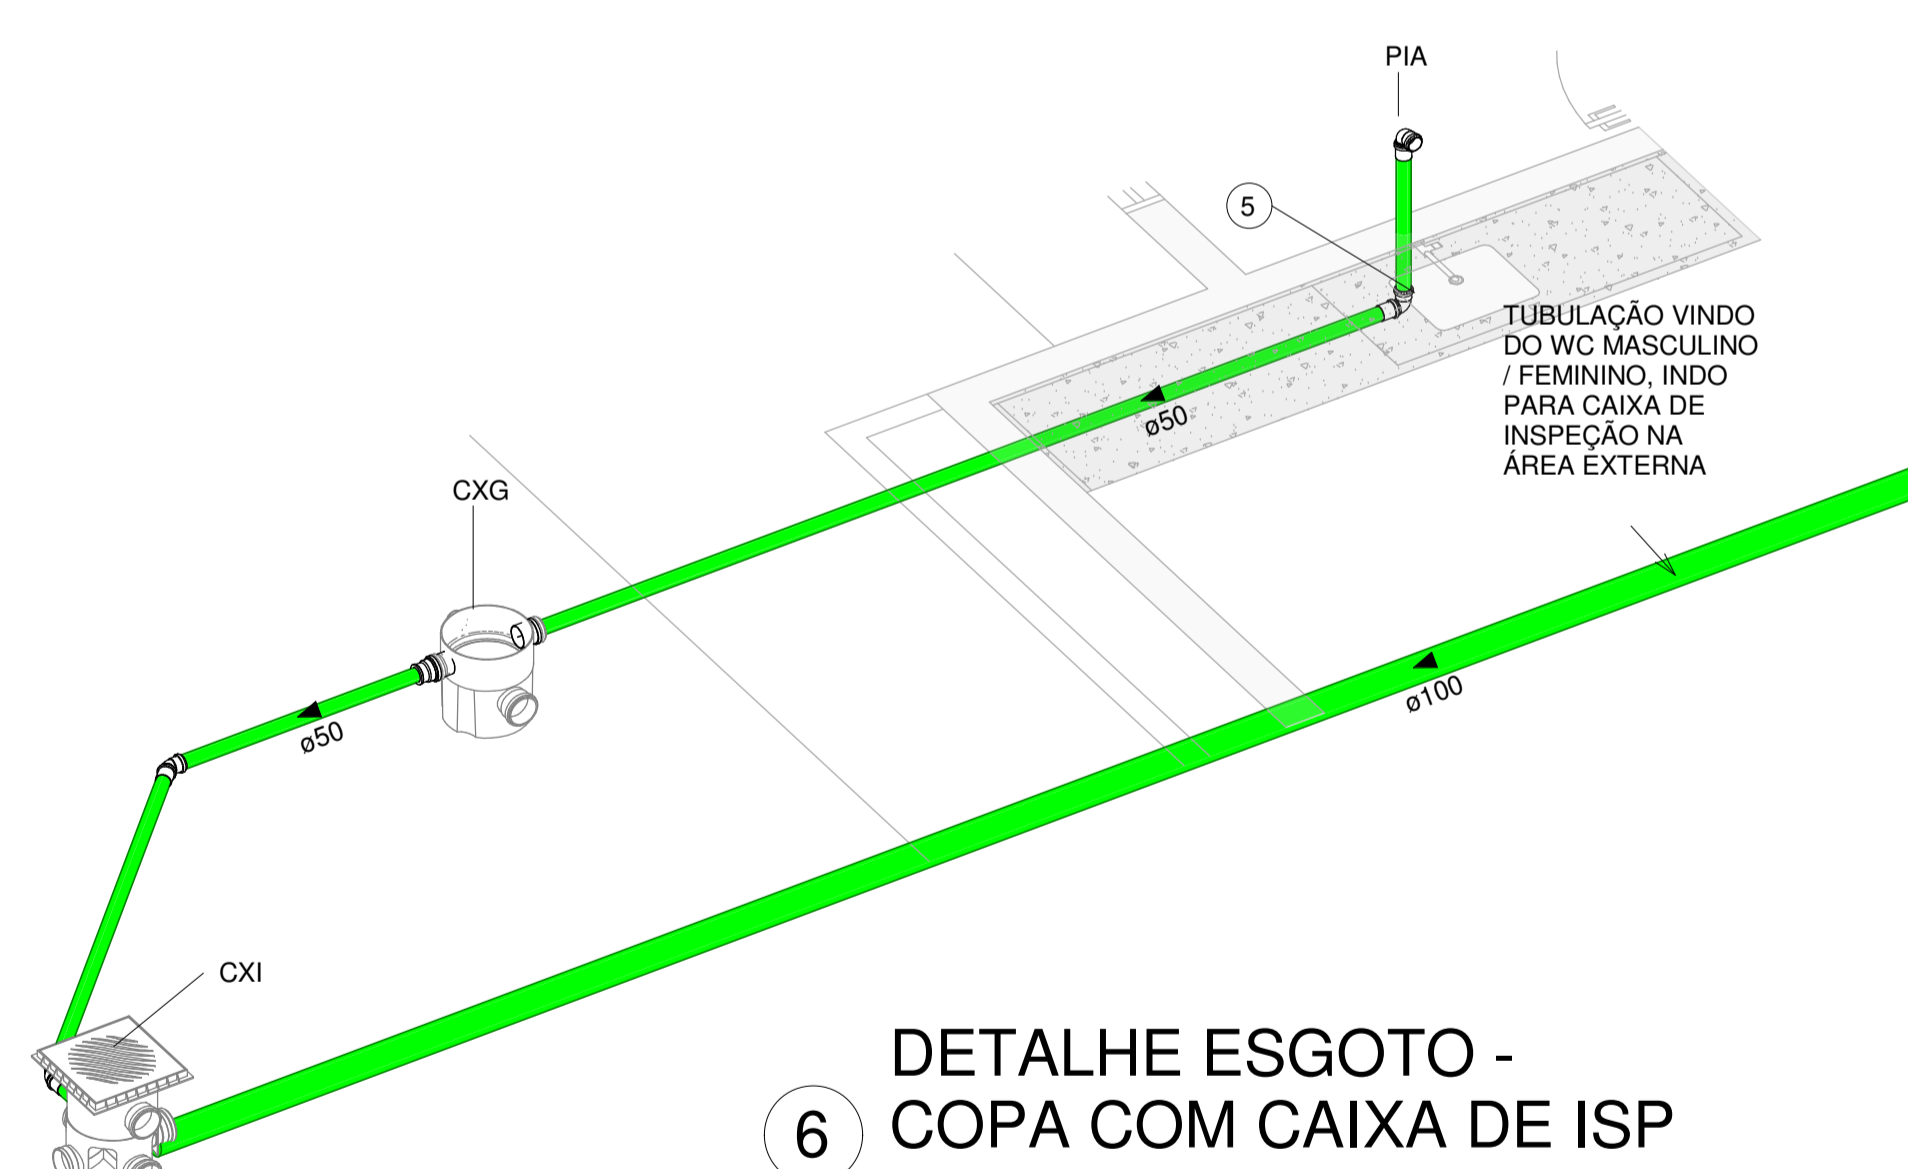 PIA
5
TUBULAÇÃO VINDO
DO WC MASCULINO
/ FEMININO, INDO
PARA CAIXA DE
INSPEÇÃO NA
ÁREA EXTERNA
ø50
CXG
ø100
ø50
CXI
DETALHE ESGOTO -
6 COPA COM CAIXA DE ISP